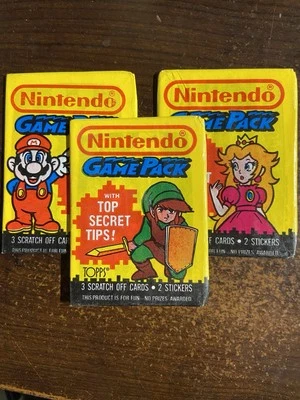 Nintendo®
GAME PACK
3 SCRATCH OFF CARDS
THIS PRODUCT IS FOR FUN
Nintendo®
GAME PACK
CARDS • 2 STICKERS
NO PRIZES AWARDED.
Nintendo®
GAME PACK
WITH
TOP
SECRET
TIPS!
TOPPS®
3 SCRATCH OFF CARDS • 2 STICKERS
THIS PRODUCT IS FOR FUN - NO PRIZES AWARDED.